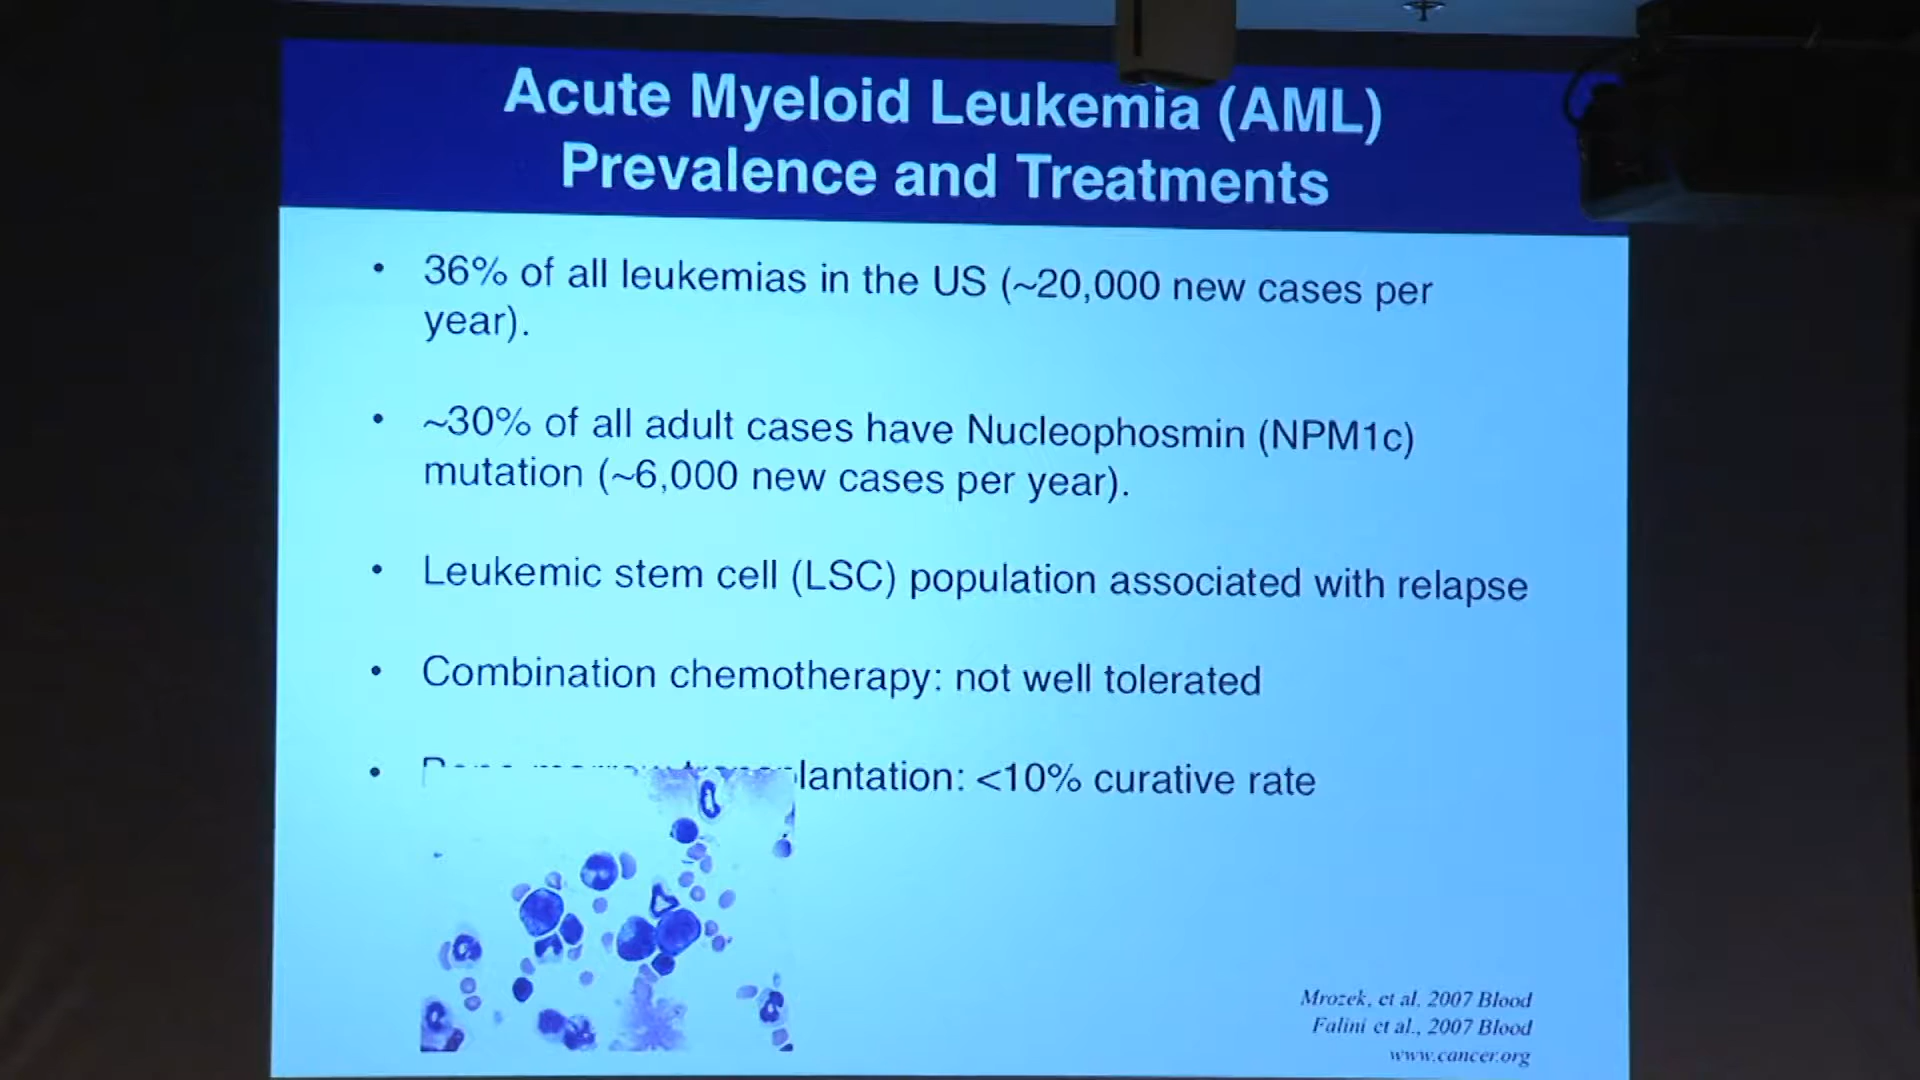 Acute Myeloid Leukemia (AML)
Prevalence and Treatments
• 36% of all leukemias in the US (~20,000 new cases per
year).
• ~30% of all adult cases have Nucleophosmin (NPM1c)
mutation (~6,000 new cases per year).
• Leukemic stem cell (LSC) population associated with relapse
• Combination chemotherapy: not well tolerated
• <10% curative rate
Mrozek, et al, 2007 Blood
Falini et al., 2007 Blood
www.cancer.org